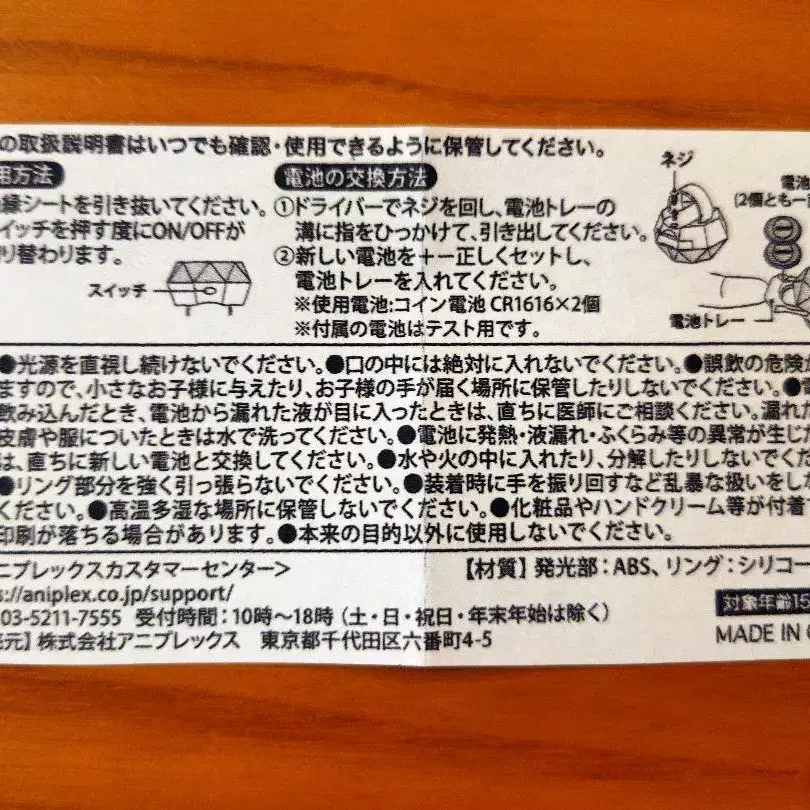 の取扱説明書はいつでも確認・使用できるように保管してください。
用方法
縁シートを引き抜いてください。
イッチを押す度にON/OFFが
り替わります。
スイッチ
電池の交換方法
①ドライバーでネジを回し、電池トレーの
溝に指をひっかけて、引き出してください。
②新しい電池を+−正しくセットし、
電池トレーを入れてください。
※使用電池:コイン電池 CR1616×2個
※付属の電池はテスト用です。
ネジ
電池
(2個とも一
電池トレー
●光源を直視し続けないでください。●口の中には絶対に入れないでください。●誤飲の危険が
ますので、小さなお子様に与えたり、お子様の手が届く場所に保管したりしないでください。●
飲み込んだとき、電池から漏れた液が目に入ったときは、直ちに医師にご相談ください。漏れた
皮膚や服についたときは水で洗ってください。●電池に発熱・液漏れ・ふくらみ等の異常が生じた
は、直ちに新しい電池と交換してください。●水や火の中に入れたり、分解したりしないでくだ
●リング部分を強く引っ張らないでください。●装着時に手を振り回すなど乱暴な扱いをしな
ください。●高温多湿な場所に保管しないでください。●化粧品やハンドクリーム等が付着
印刷が落ちる場合があります。●本来の目的以外に使用しないでください。
ニプレックスカスタマーセンター>
s://aniplex.co.jp/support/
03-5211-7555 受付時間:10時〜18時(土・日・祝日・年末年始は除く)
元】株式会社アニプレックス 東京都千代田区六番町4-5
【材質】発光部:ABS、リング:シリコー
対象年齢15
MADE IN C